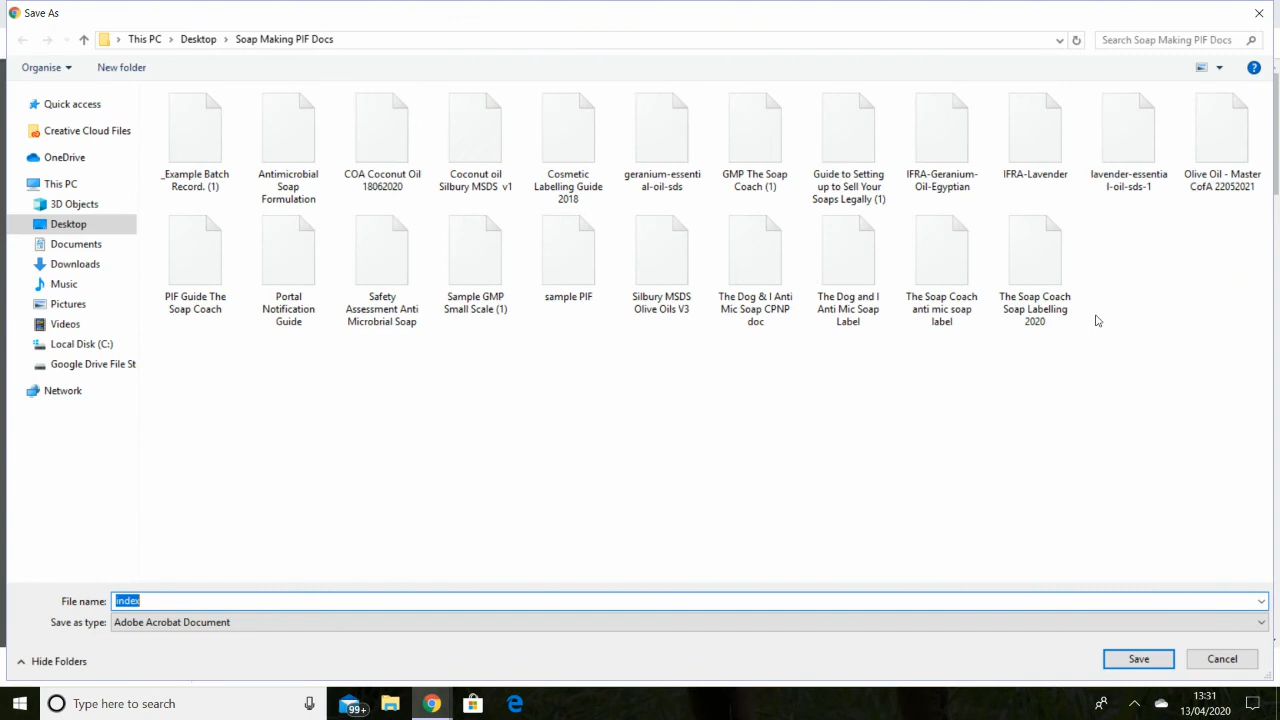 Save As
This PC
Desktop
Soap Making PIF Docs
Search Soap Making PIF Docs
Organise
New folder
Quick access
Creative Cloud Files
OneDrive
This PC
3D Objects
Desktop
Documents
Downloads
Music
Pictures
Videos
Local Disk (C:)
Google Drive File St
Network
_Example Batch
Record. (1)
Antimicrobial
Soap
Formulation
COA Coconut Oil
18062020
Coconut oil
Silbury MSDS v1
Cosmetic
Labelling Guide
2018
geranium-essenti
al-oil-sds
GMP The Soap
Coach (1)
Guide to Setting
up to Sell Your
Soaps Legally (1)
IFRA-Geranium-
Oil-Egyptian
IFRA-Lavender
lavender-essentia
l-oil-sds-1
Olive Oil - Master
CofA 22052021
PIF Guide The
Soap Coach
Portal
Notification
Guide
Safety
Assessment Anti
Microbrial Soap
Sample GMP
Small Scale (1)
sample PIF
Silbury MSDS
Olive Oils V3
The Dog & I Anti
Mic Soap CPNP
doc
The Dog and I
Anti Mic Soap
Label
The Soap Coach
anti mic soap
label
The Soap Coach
Soap Labelling
2020
File name: index
Save as type: Adobe Acrobat Document
Hide Folders
Save
Cancel
Type here to search
99+
13:31
13/04/2020